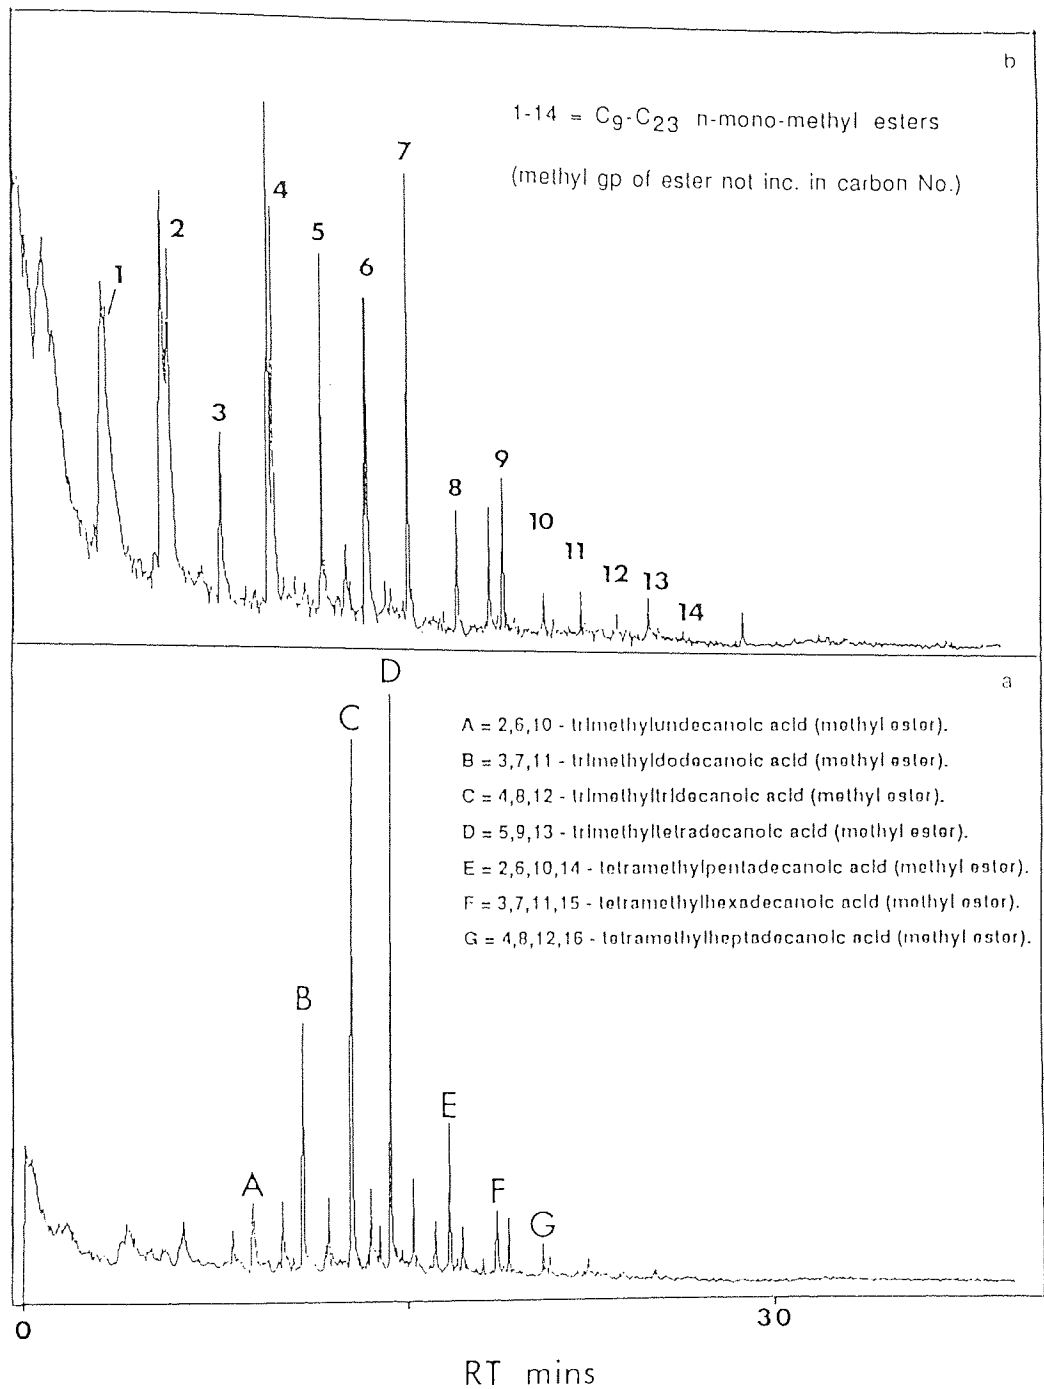 b
1-14 = C9-C23 n-mono-methyl esters
(methyl gp of ester not inc. in carbon No.)
1
2
3
4
5
6
7
8
9
10
11
12
13
14
a
A = 2,6,10 - trimethylundecanoic acid (methyl ester).
B = 3,7,11 - trimethyldodecanoic acid (methyl ester).
C = 4,8,12 - trimethyltridecanoic acid (methyl ester).
D = 5,9,13 - trimethyltetradecanoic acid (methyl ester).
E = 2,6,10,14 - tetramethylpentadecanoic acid (methyl ester).
F = 3,7,11,15 - tetramethylhexadecanoic acid (methyl ester).
G = 4,8,12,16 - tetramethylheptadecanoic acid (methyl ester).
A
B
C
D
E
F
G
0
30
RT mins